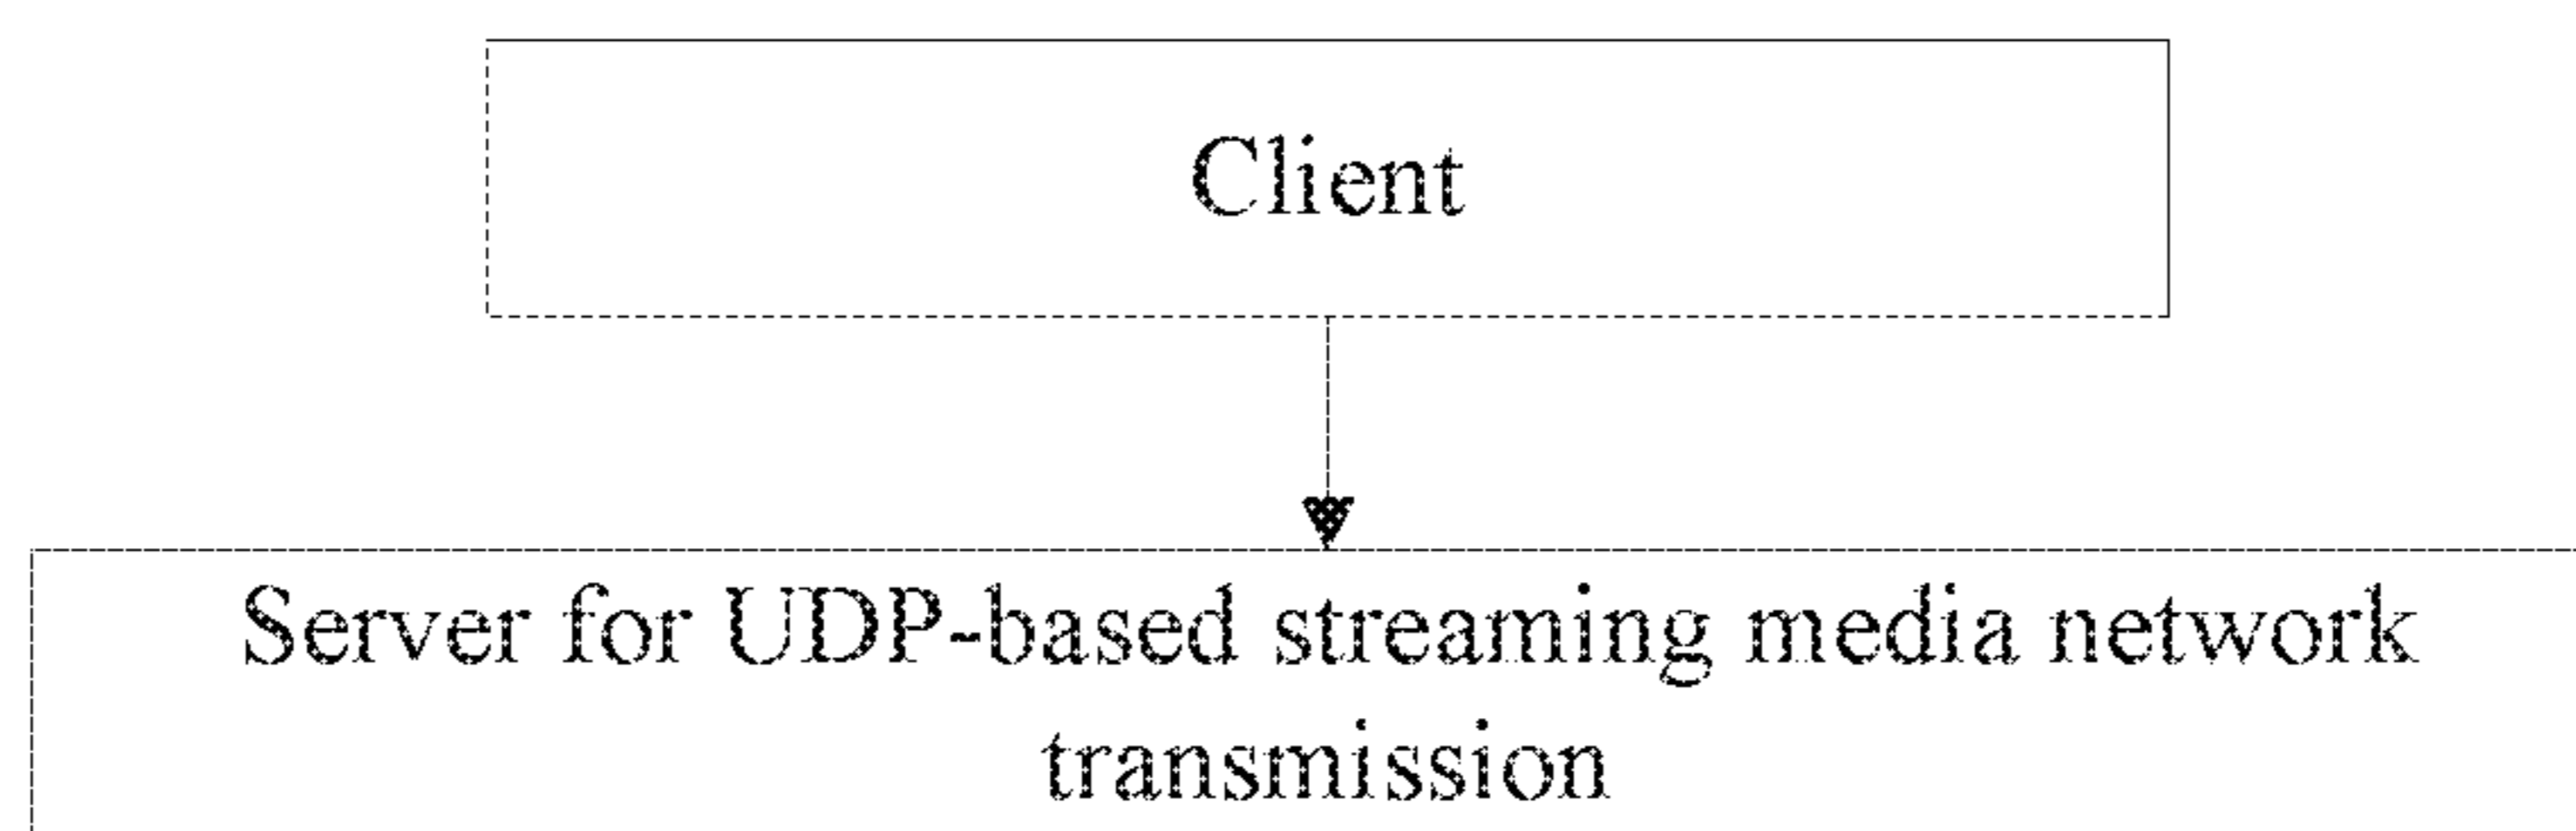 Client
Server for UDP-based streaming media network
transmission